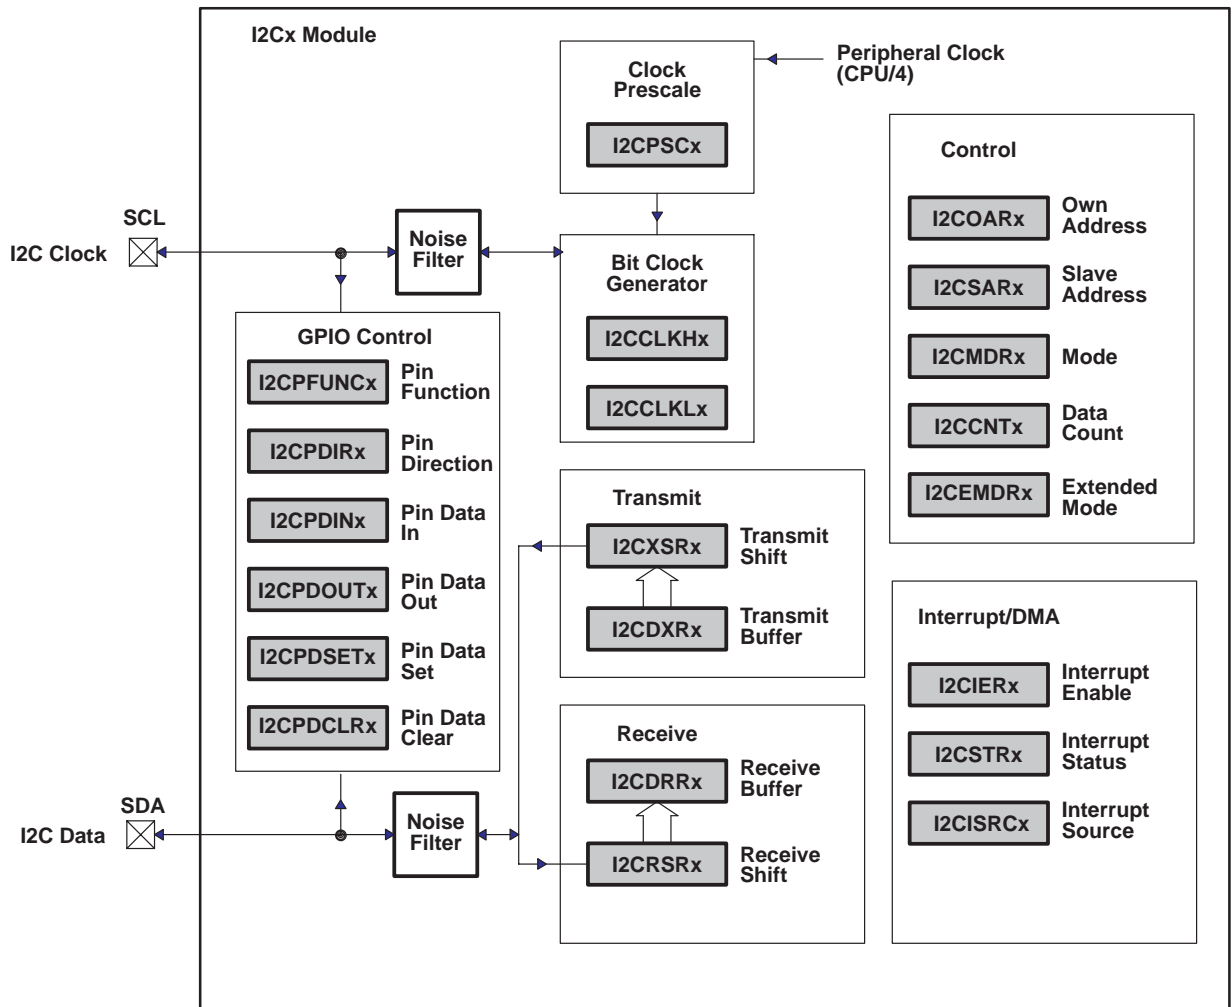 I2Cx Module
Peripheral Clock
(CPU/4)
Clock
Prescale
I2CPSCx
Control
I2COARx
Own
Address
I2CSARx
Slave
Address
I2CMDRx
Mode
I2CCNTx
Data
Count
I2CEMDRx
Extended
Mode
SCL
I2C Clock
Noise
Filter
Bit Clock
Generator
I2CCLKHx
I2CCLKLx
GPIO Control
I2CPFUNCx
Pin
Function
I2CPDIRx
Pin
Direction
I2CPDINx
Pin Data
In
I2CPDOUTx
Pin Data
Out
I2CPDSETx
Pin Data
Set
I2CPDCLRx
Pin Data
Clear
Transmit
I2CXSRx
Transmit
Shift
I2CDXRx
Transmit
Buffer
Interrupt/DMA
I2CIERx
Interrupt
Enable
I2CSTRx
Interrupt
Status
I2CISRCx
Interrupt
Source
Receive
I2CDRRx
Receive
Buffer
I2CRSRx
Receive
Shift
SDA
I2C Data
Noise
Filter